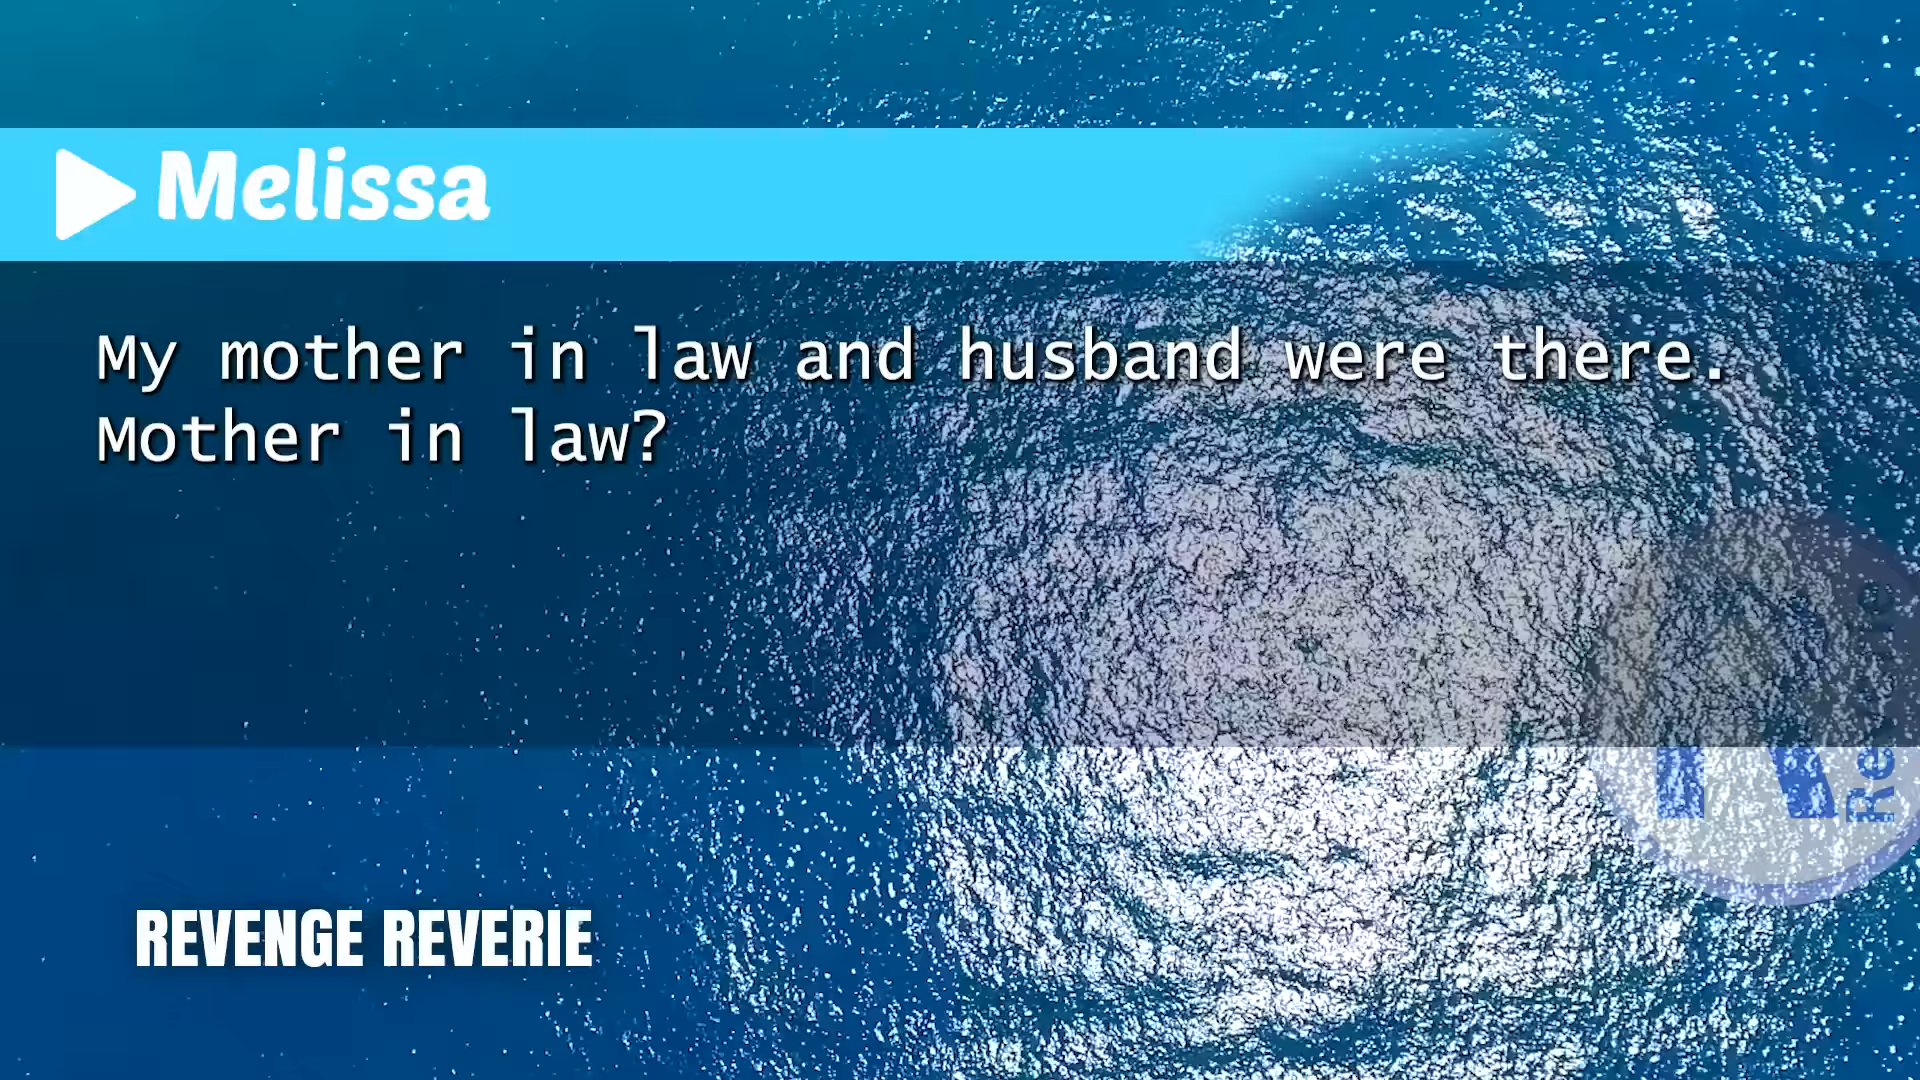 Melissa
My mother in law and husband were there.
Mother in law?
REVENGE REVERIE